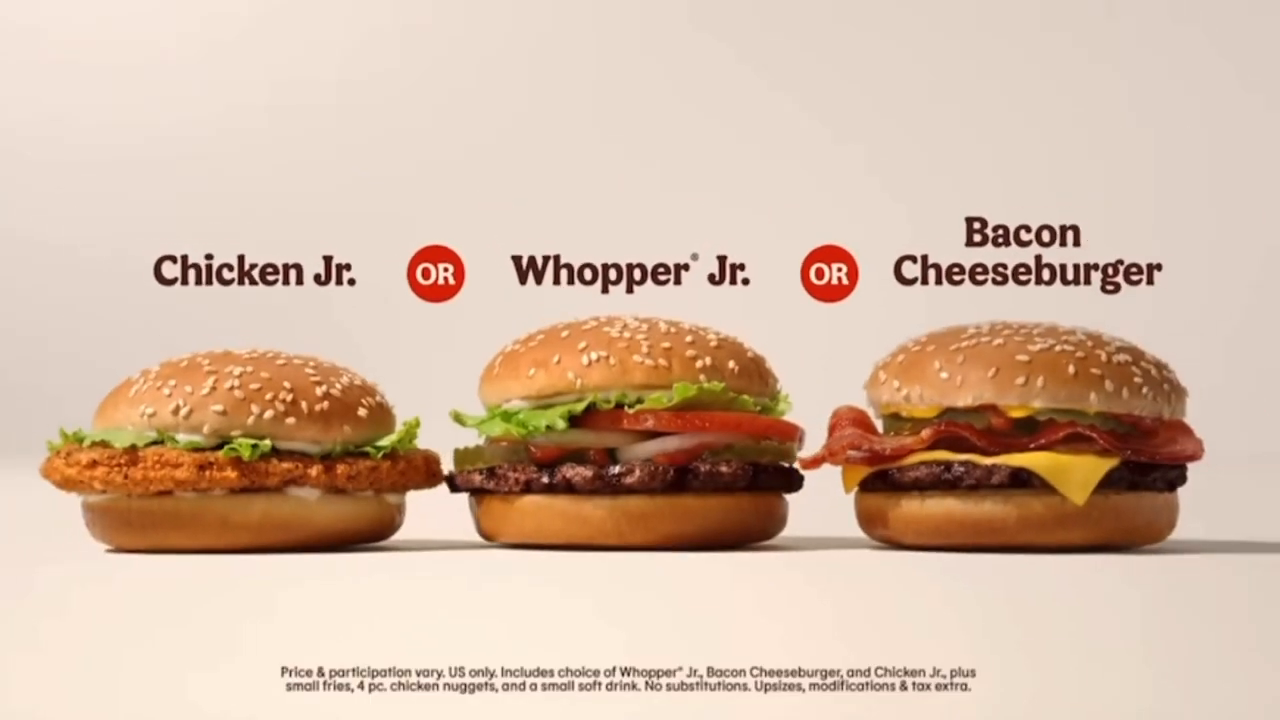 Chicken Jr.
OR
Whopper® Jr.
OR
Bacon
Cheeseburger
Price & participation vary. US only. Includes choice of Whopper® Jr., Bacon Cheeseburger, and Chicken Jr., plus
small fries, 4 pc. chicken nuggets, and a small soft drink. No substitutions. Upsizes, modifications & tax extra.